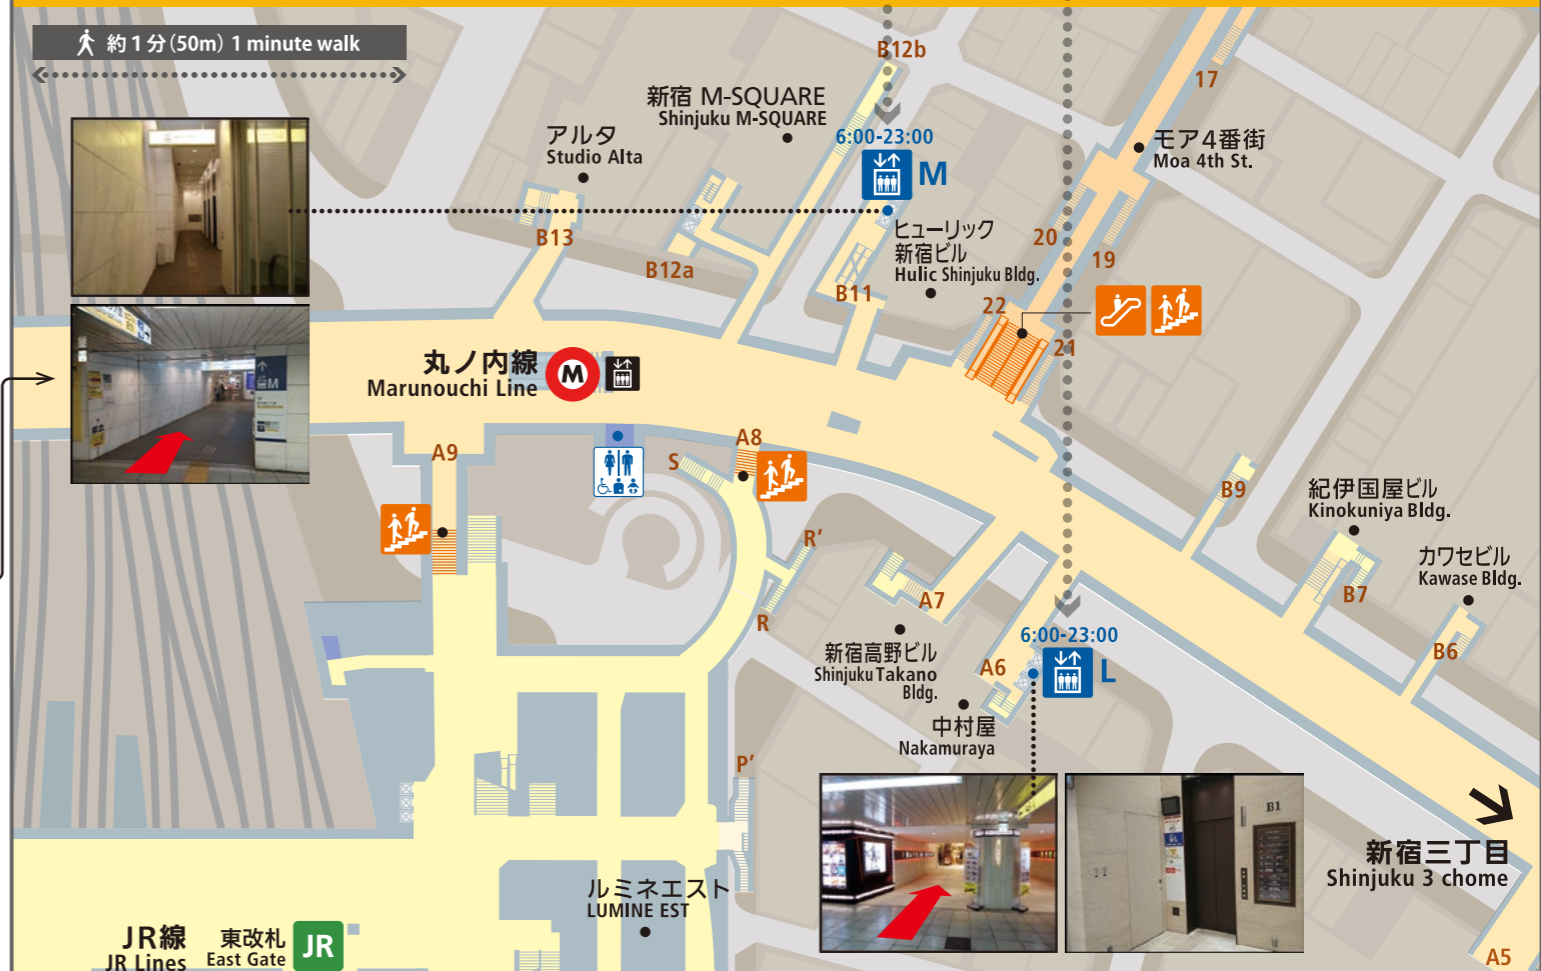 約1分(50m) 1 minute walk
B12b
17
新宿 M-SQUARE
Shinjuku M-SQUARE
アルタ
Studio Alta
6:00-23:00
M
モア4番街
Moa 4th St.
B13
B12a
B11
ヒューリック
新宿ビル
Hulic Shinjuku Bldg.
20
19
22
21
丸ノ内線
Marunouchi Line
M
M
A9
S
A8
B9
紀伊国屋ビル
Kinokuniya Bldg.
カワセビル
Kawase Bldg.
R'
R
A7
B7
B6
新宿高野ビル
Shinjuku Takano
Bldg.
6:00-23:00
L
A6
中村屋
Nakamuraya
P'
B1
新宿三丁目
Shinjuku 3 chome
ルミネエスト
LUMINE EST
JR線
JR Lines
東改札
East Gate
JR
A5